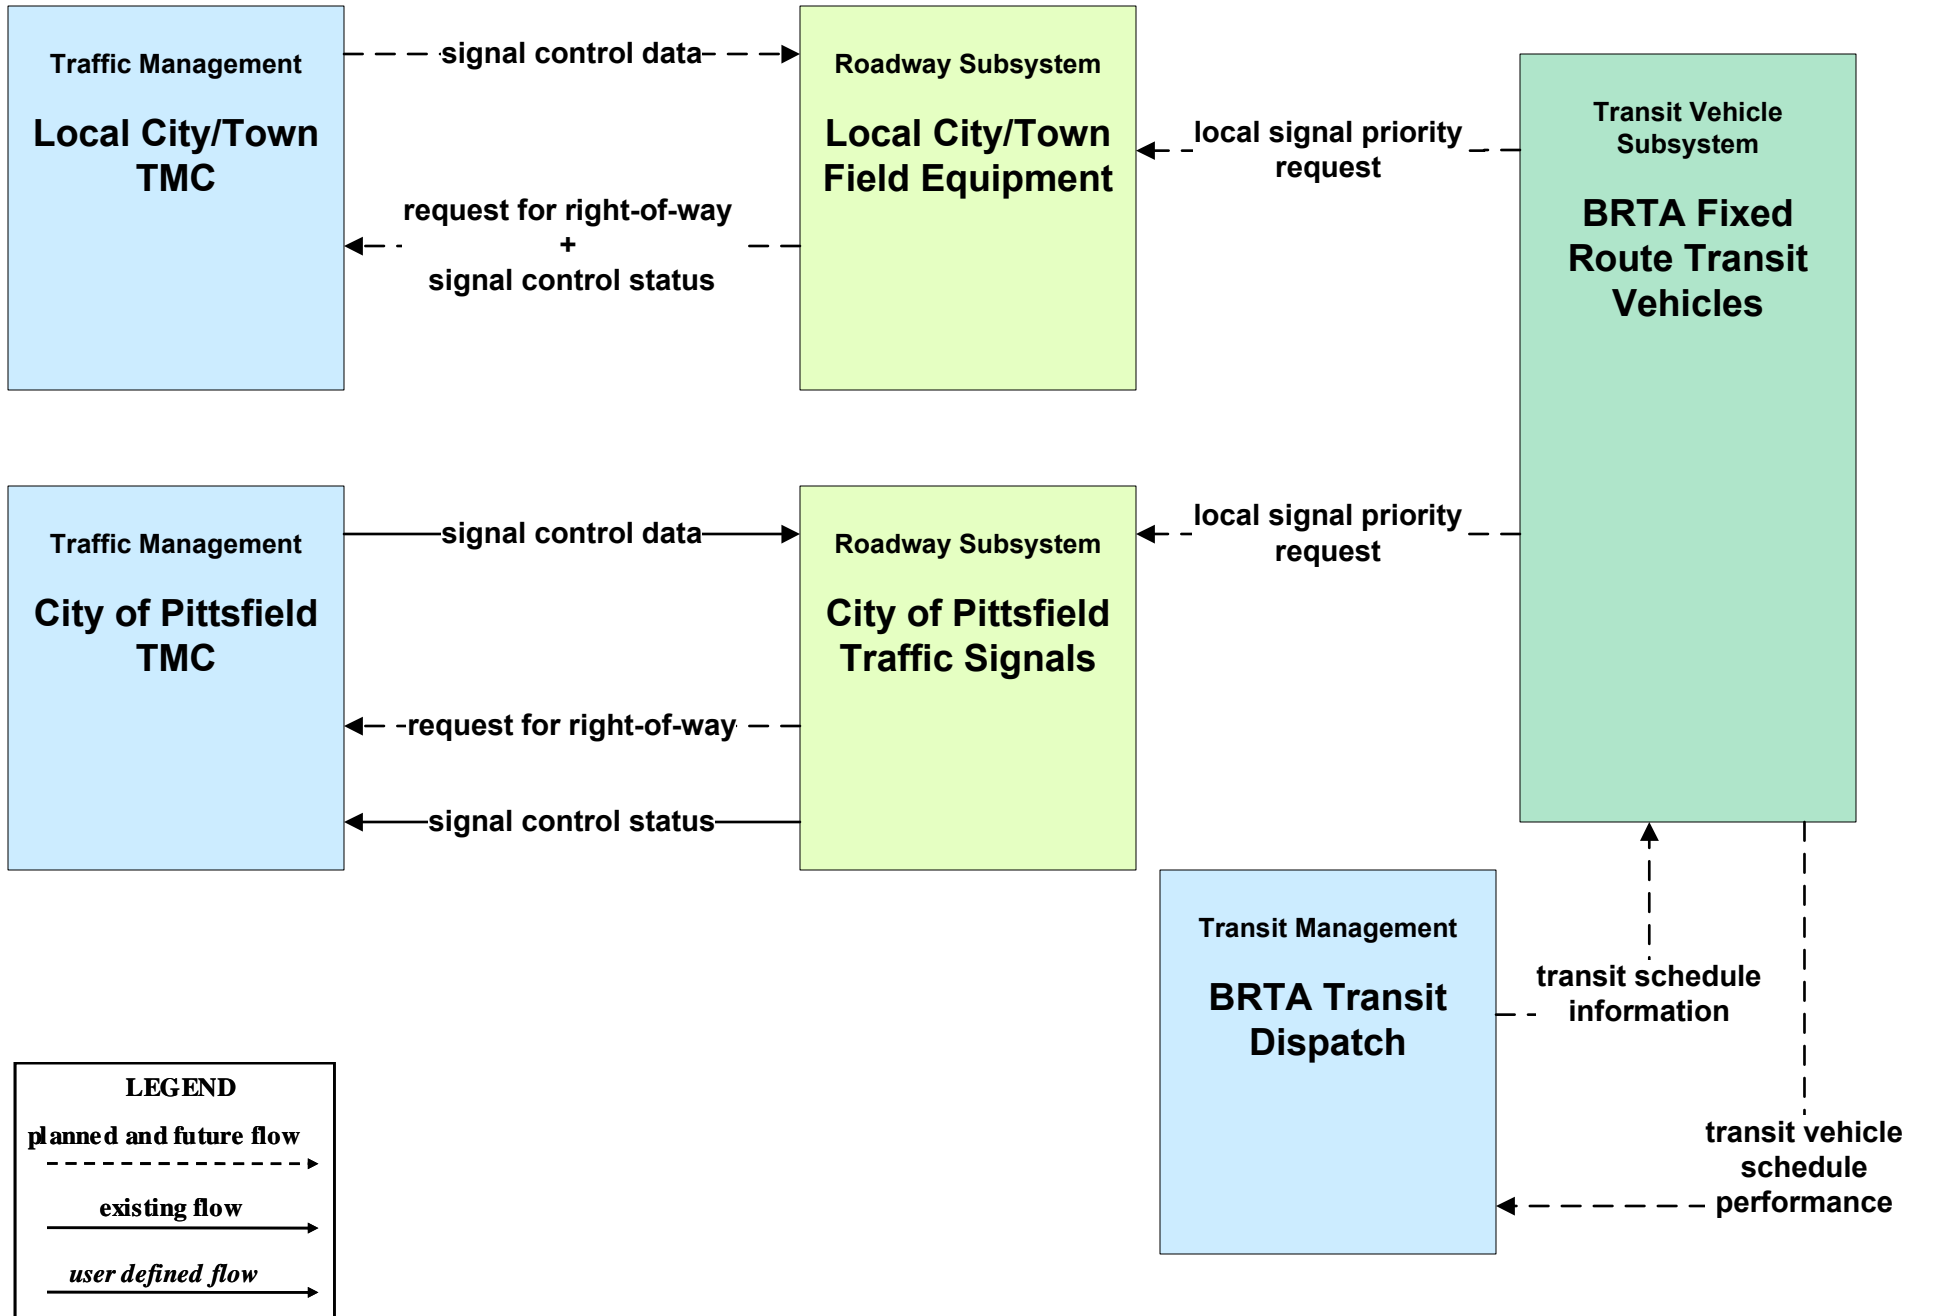 Traffic Management
Local City/Town
TMC
signal control data
request for right-of-way
+
signal control status
Roadway Subsystem
Local City/Town
Field Equipment
local signal priority
request
Transit Vehicle
Subsystem
BRTA Fixed
Route Transit
Vehicles
Traffic Management
City of Pittsfield
TMC
signal control data
request for right-of-way
signal control status
Roadway Subsystem
City of Pittsfield
Traffic Signals
local signal priority
request
Transit Management
BRTA Transit
Dispatch
transit schedule
information
transit vehicle
schedule
performance
LEGEND
planned and future flow
existing flow
user defined flow